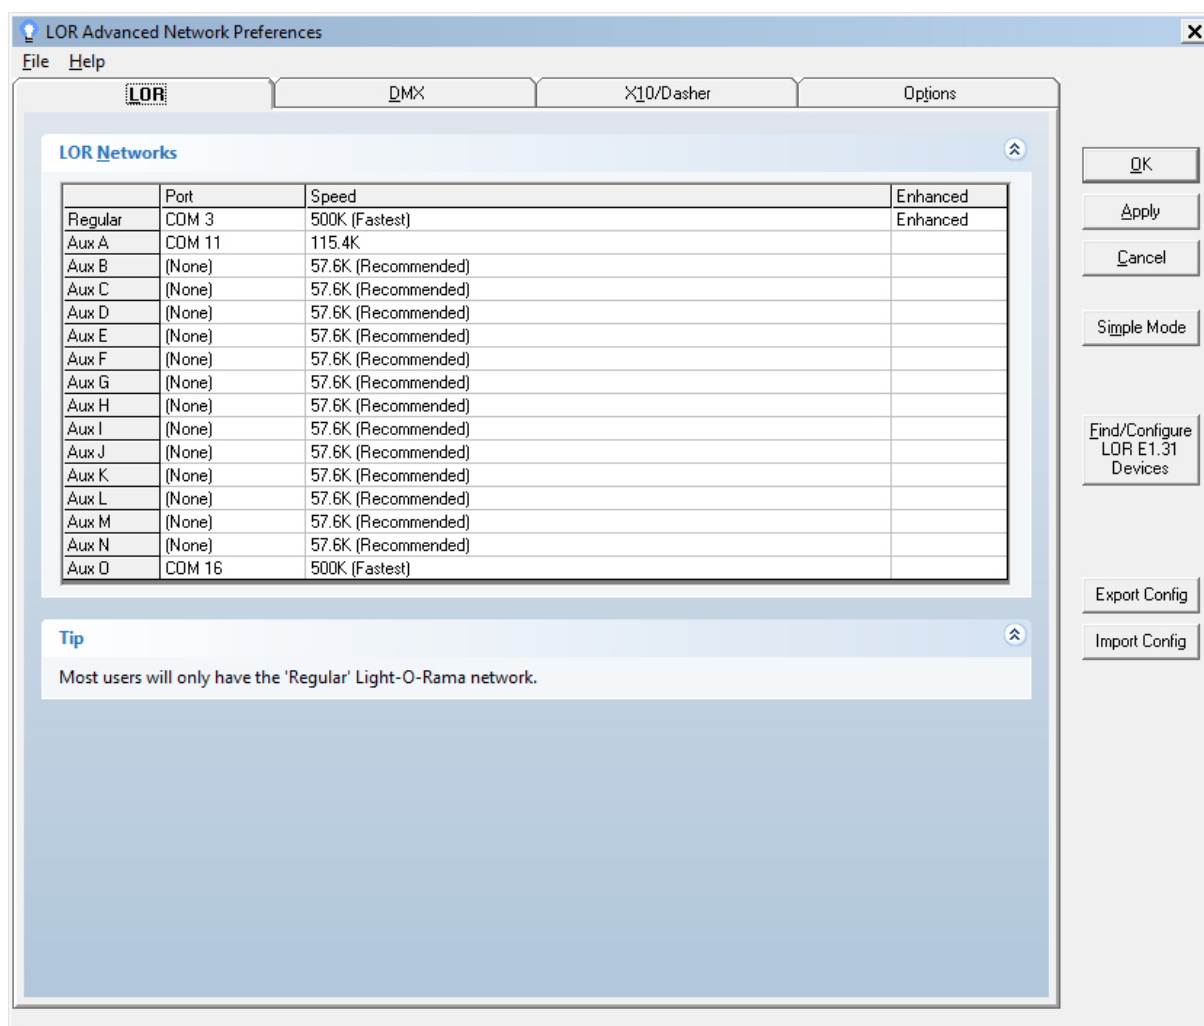 LOR Advanced Network Preferences
File Help
LOR DMX X10/Dasher Options
LOR Networks
Port Speed Enhanced
Regular COM 3 500K (Fastest) Enhanced
Aux A COM 11 115.4K
Aux B (None) 57.6K (Recommended)
Aux C (None) 57.6K (Recommended)
Aux D (None) 57.6K (Recommended)
Aux E (None) 57.6K (Recommended)
Aux F (None) 57.6K (Recommended)
Aux G (None) 57.6K (Recommended)
Aux H (None) 57.6K (Recommended)
Aux I (None) 57.6K (Recommended)
Aux J (None) 57.6K (Recommended)
Aux K (None) 57.6K (Recommended)
Aux L (None) 57.6K (Recommended)
Aux M (None) 57.6K (Recommended)
Aux N (None) 57.6K (Recommended)
Aux O COM 16 500K (Fastest)
Tip
Most users will only have the 'Regular' Light-O-Rama network.
OK
Apply
Cancel
Simple Mode
Find/Configure
LOR E1.31
Devices
Export Config
Import Config